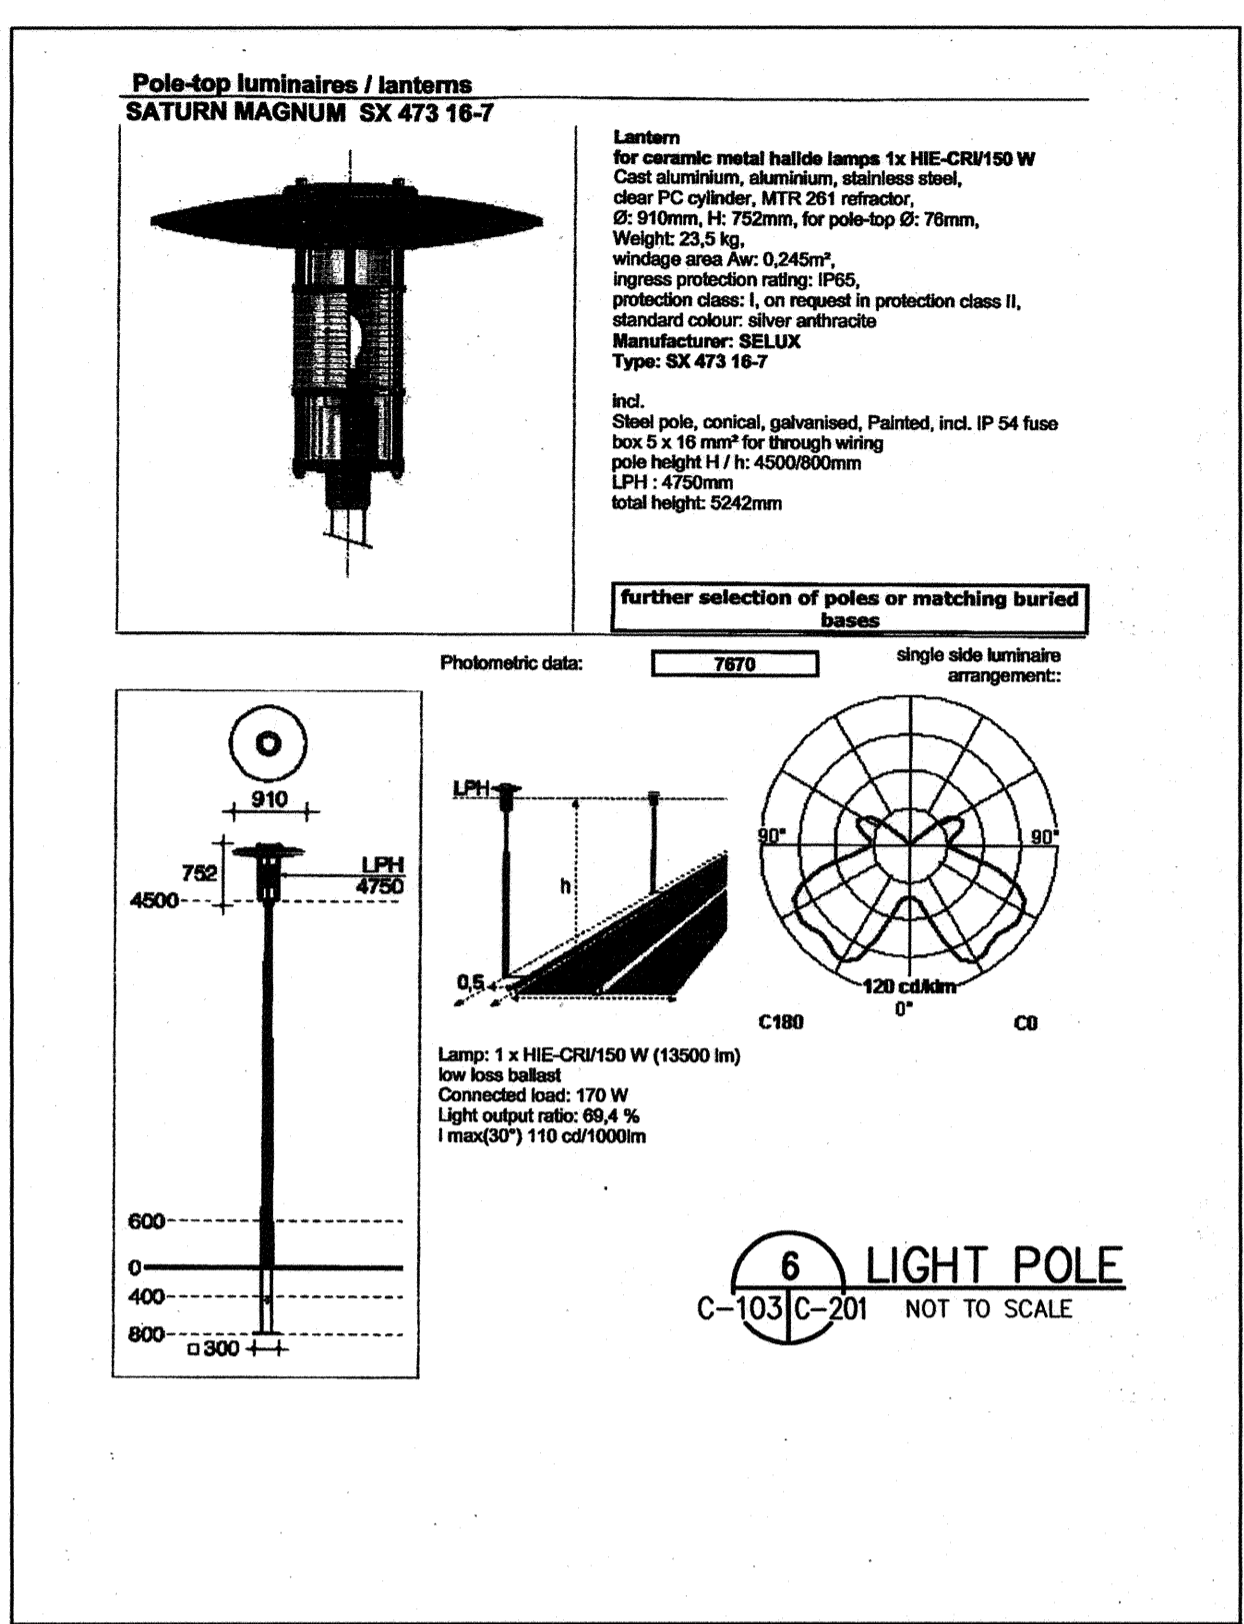 Pole-top luminaires / lanterns
SATURN MAGNUM SX 473 16-7
Lantern
for ceramic metal halide lamps 1x HIE-CRI/150 W
Cast aluminium, aluminium, stainless steel,
clear PC cylinder, MTR 261 refractor,
Ø: 910mm, H: 752mm, for pole-top Ø: 76mm,
Weight: 23,5 kg,
windage area Aw: 0,245m²,
ingress protection rating: IP65,
protection class: I, on request in protection class II,
standard colour: silver anthracite
Manufacturer: SELUX
Type: SX 473 16-7
incl.
Steel pole, conical, galvanised, Painted, incl. IP 54 fuse
box 5 x 16 mm² for through wiring
pole height H / h: 4500/800mm
LPH : 4750mm
total height: 5242mm
further selection of poles or matching buried
bases
Photometric data:
7670
single side luminaire
arrangement::
910
752
LPH
4750
4500
600
0
400
800
□ 300
LPH
h
0,5
90°
90°
120 cd/klm
0°
C180
C0
Lamp: 1 x HIE-CRI/150 W (13500 lm)
low loss ballast
Connected load: 170 W
Light output ratio: 69,4 %
I max(30°) 110 cd/1000lm
6
LIGHT POLE
C-103
C-201
NOT TO SCALE